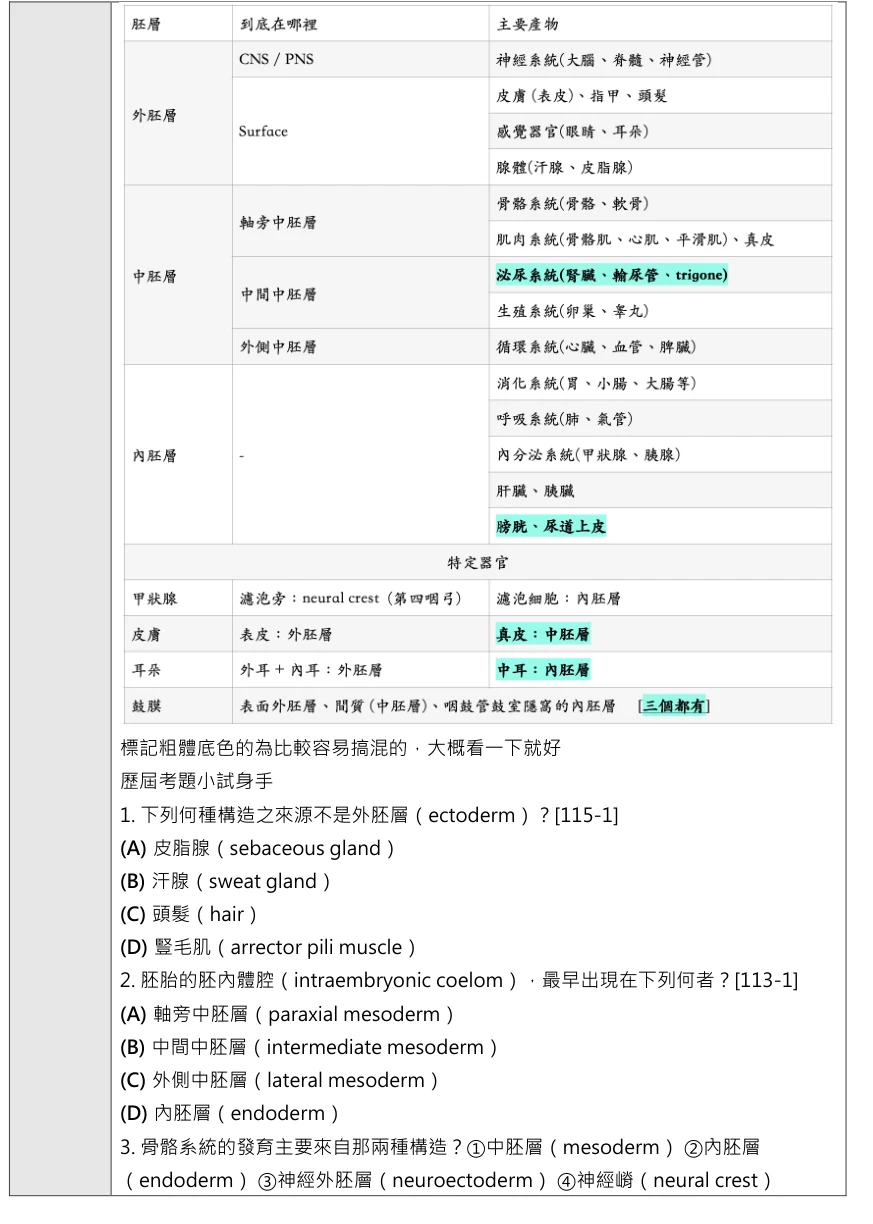 胚層 到底在哪裡 主要產物
外胚層 CNS / PNS 神經系統(大腦、脊髓、神經管)
Surface 皮膚 (表皮)、指甲、頭髮
感覺器官(眼睛、耳朵)
腺體(汗腺、皮脂腺)
中胚層 軸旁中胚層 骨骼系統(骨骼、軟骨)
肌肉系統(骨骼肌、心肌、平滑肌)、真皮
中間中胚層 泌尿系統(腎臟、輸尿管、trigone)
生殖系統(卵巢、睾丸)
外側中胚層 循環系統(心臟、血管、脾臟)
內胚層 - 消化系統(胃、小腸、大腸等)
呼吸系統(肺、氣管)
內分泌系統(甲狀腺、胰腺)
肝臟、胰臟
膀胱、尿道上皮
特定器官
甲狀腺 濾泡旁：neural crest (第四咽弓) 濾泡細胞：內胚層
皮膚 表皮：外胚層 真皮：中胚層
耳朵 外耳 + 內耳：外胚層 中耳：內胚層
鼓膜 表面外胚層、間質 (中胚層)、咽鼓管鼓室隱窩的內胚層 [三個都有]
標記粗體底色的為比較容易搞混的，大概看一下就好
歷屆考題小試身手
1. 下列何種構造之來源不是外胚層（ectoderm）？[115-1]
(A) 皮脂腺（sebaceous gland）
(B) 汗腺（sweat gland）
(C) 頭髮（hair）
(D) 豎毛肌（arrector pili muscle）
2. 胚胎的胚內體腔（intraembryonic coelom），最早出現在下列何者？[113-1]
(A) 軸旁中胚層（paraxial mesoderm）
(B) 中間中胚層（intermediate mesoderm）
(C) 外側中胚層（lateral mesoderm）
(D) 內胚層（endoderm）
3. 骨骼系統的發育主要來自那兩種構造？①中胚層（mesoderm） ②內胚層
（endoderm） ③神經外胚層（neuroectoderm） ④神經嵴（neural crest）